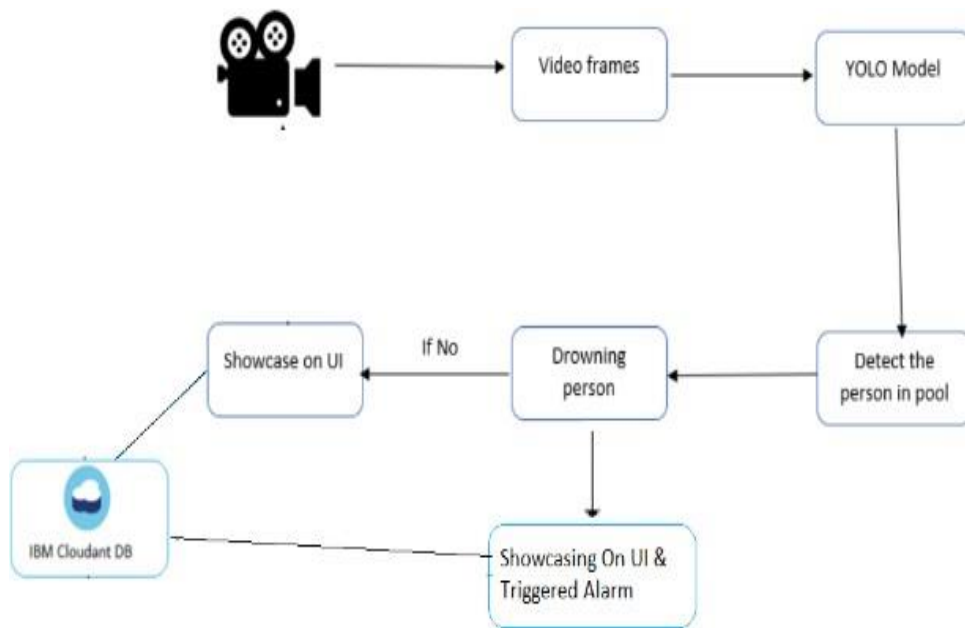 Video frames
YOLO Model
Showcase on UI
If No
Drowning
person
Detect the
person in pool
IBM Cloudant DB
Showcasing On UI &
Triggered Alarm